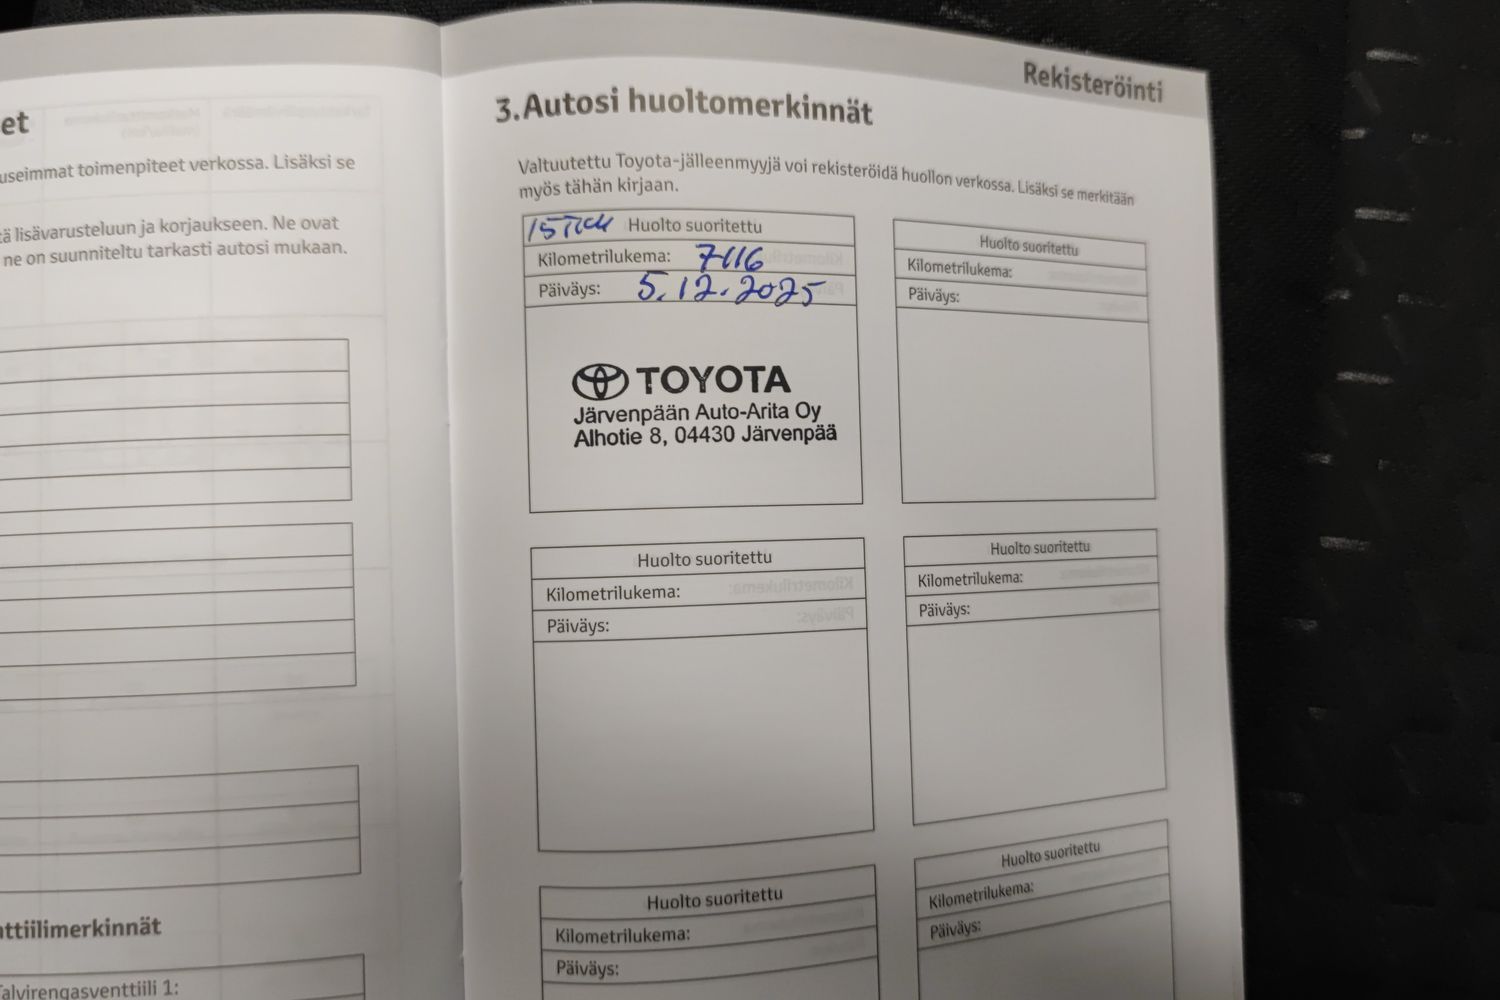 et
useimmat toimenpiteet verkossa. Lisäksi se
lisävarusteluun ja korjaukseen. Ne ovat
ne on suunniteltu tarkasti autosi mukaan.
ttiilimerkinnät
alvirengasventtiili 1:
Rekisteröinti
3. Autosi huoltomerkinnät
Valtuutettu Toyota-jälleenmyyjä voi rekisteröidä huollon verkossa. Lisäksi se merkitään
myös tähän kirjaan.
Huolto suoritettu
Kilometrilukema: 7116
Päiväys: 5.12.2025
TOYOTA
Järvenpään Auto-Arita Oy
Alhotie 8, 04430 Järvenpää
Huolto suoritettu
Kilometrilukema:
Päiväys:
Huolto suoritettu
Kilometrilukema:
Päiväys:
Huolto suoritettu
Kilometrilukema:
Päiväys:
Huolto suoritettu
Kilometrilukema:
Päiväys:
Huolto suoritettu
Kilometrilukema:
Päiväys: